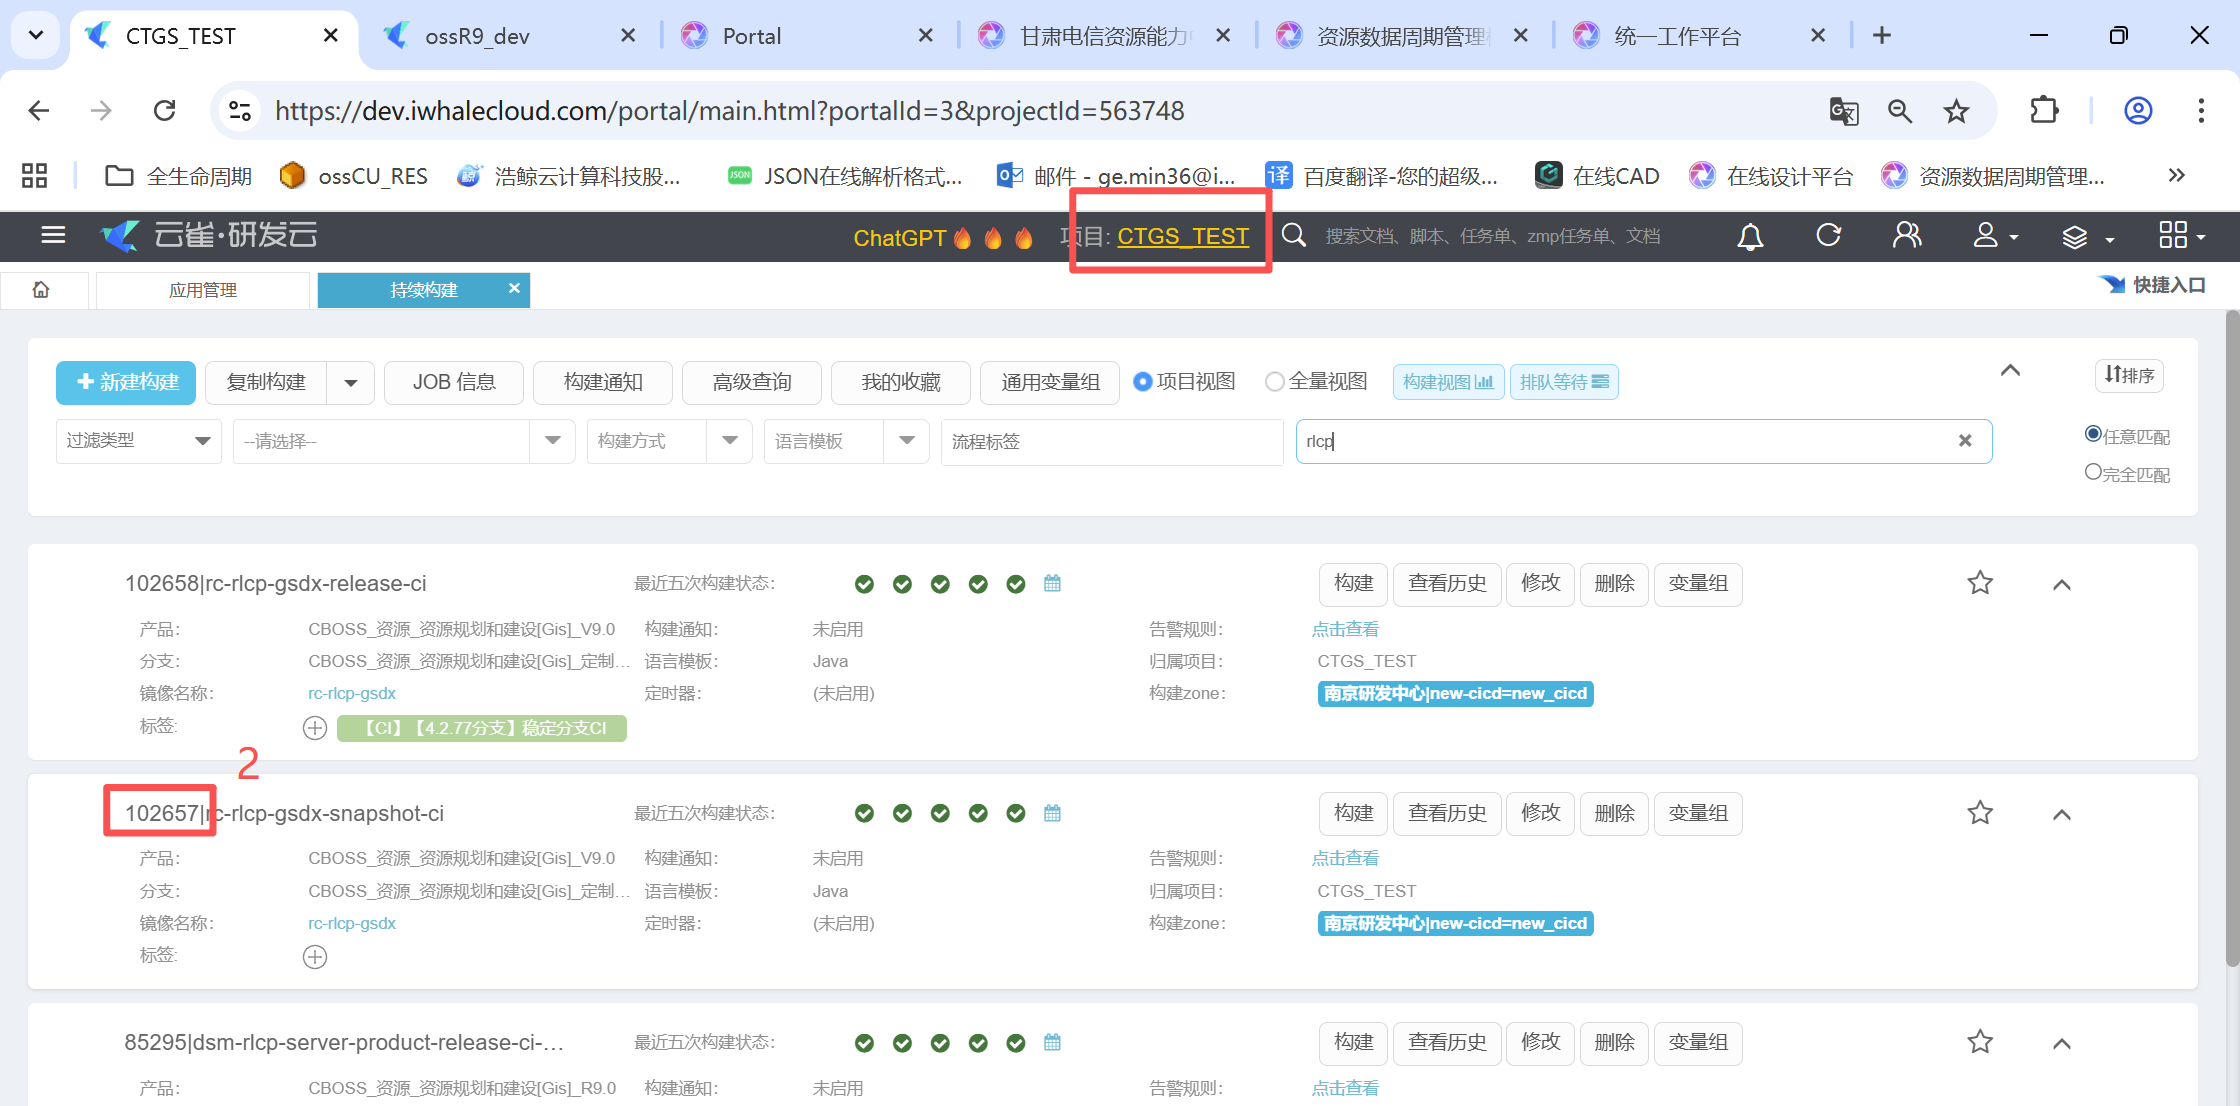 CTGS_TEST
ossR9_dev
Portal
甘肃电信资源能力
资源数据周期管理
统一工作平台
https://dev.iwhalecloud.com/portal/main.html?portalId=3&projectId=563748
全生命周期
ossCU_RES
浩鲸云计算科技股...
JSON在线解析格式...
邮件 - ge.min36@i...
百度翻译-您的超级...
在线CAD
在线设计平台
资源数据周期管理...
云雀·研发云
ChatGPT
项目: CTGS_TEST
搜索文档、脚本、任务单、zmp任务单、文档
应用管理
持续构建
快捷入口
新建构建
复制构建
JOB 信息
构建通知
高级查询
我的收藏
通用变量组
项目视图
全量视图
构建视图
排队等待
排序
过滤类型
--请选择--
构建方式
语言模板
流程标签
rlcp
任意匹配
完全匹配
102658|rc-rlcp-gsdx-release-ci
最近五次构建状态:
构建
查看历史
修改
删除
变量组
产品:
CBOSS_资源_资源规划和建设[Gis]_V9.0
构建通知:
未启用
告警规则:
点击查看
分支:
CBOSS_资源_资源规划和建设[Gis]_定制...
语言模板:
Java
归属项目:
CTGS_TEST
镜像名称:
rc-rlcp-gsdx
定时器:
(未启用)
构建zone:
南京研发中心|new-cicd=new_cicd
标签:
【CI】【4.2.77分支】稳定分支CI
2
102657|rc-rlcp-gsdx-snapshot-ci
最近五次构建状态:
构建
查看历史
修改
删除
变量组
产品:
CBOSS_资源_资源规划和建设[Gis]_V9.0
构建通知:
未启用
告警规则:
点击查看
分支:
CBOSS_资源_资源规划和建设[Gis]_定制...
语言模板:
Java
归属项目:
CTGS_TEST
镜像名称:
rc-rlcp-gsdx
定时器:
(未启用)
构建zone:
南京研发中心|new-cicd=new_cicd
标签:
85295|dsm-rlcp-server-product-release-ci-...
最近五次构建状态:
构建
查看历史
修改
删除
变量组
产品:
CBOSS_资源_资源规划和建设[Gis]_R9.0
构建通知:
未启用
告警规则:
点击查看